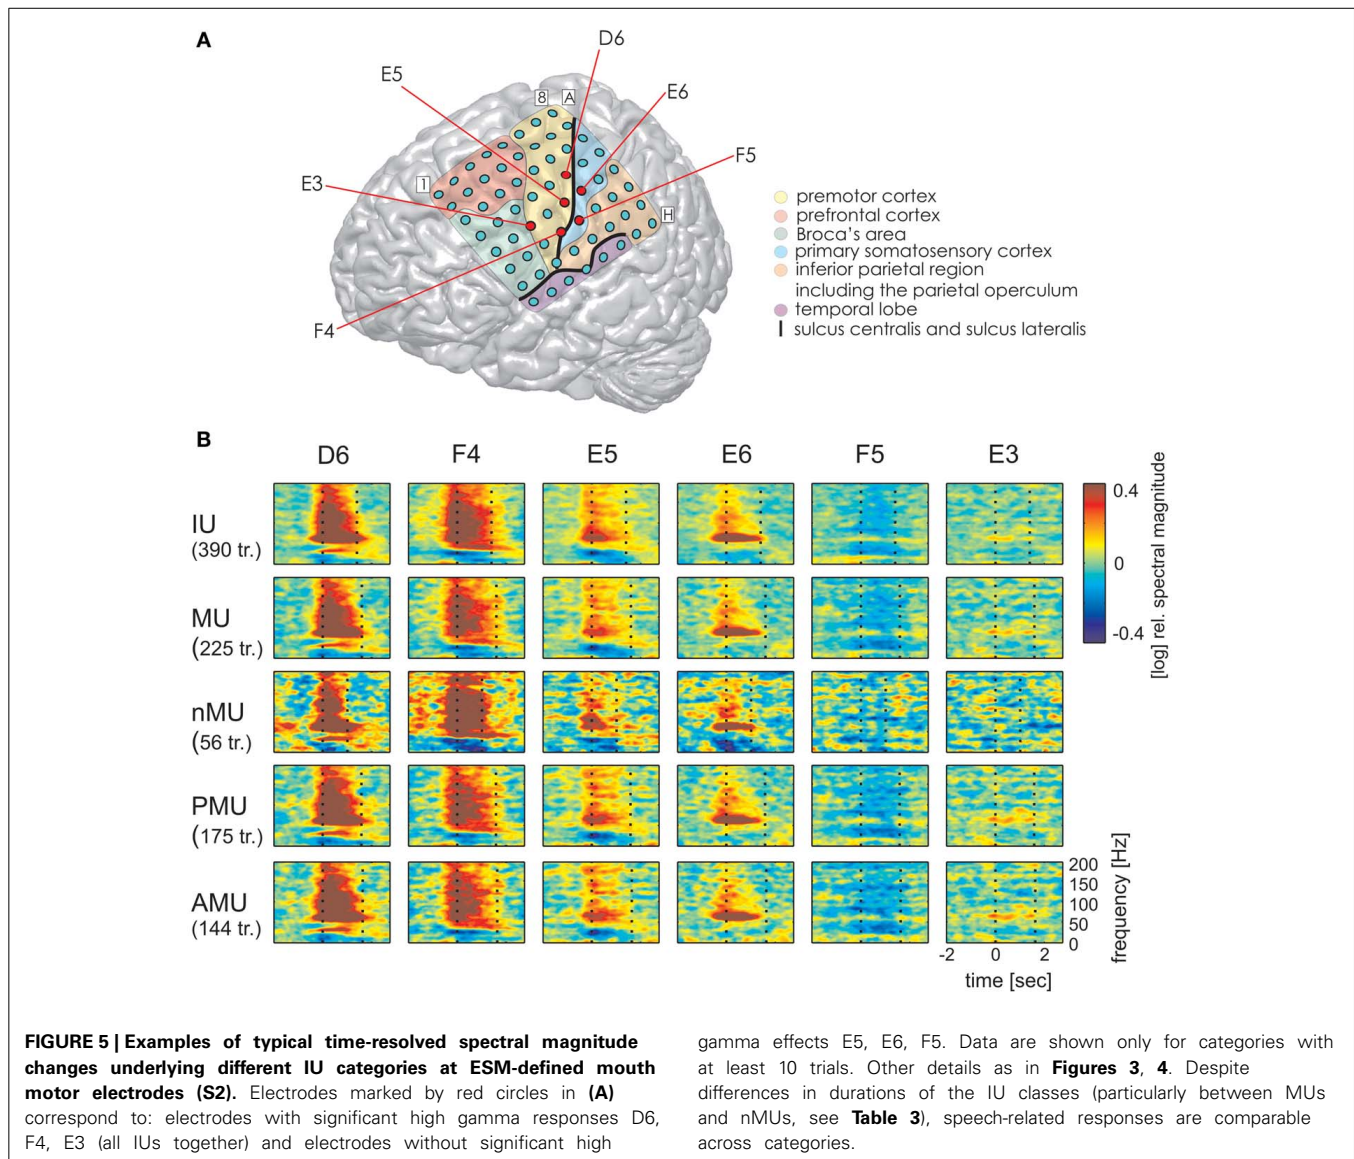 A
D6
E5
8
A
E6
F5
1
E3
H
F4
premotor cortex
prefrontal cortex
Broca's area
primary somatosensory cortex
inferior parietal region
including the parietal operculum
temporal lobe
sulcus centralis and sulcus lateralis
B
D6 F4 E5 E6 F5 E3
IU
(390 tr.)
MU
(225 tr.)
nMU
(56 tr.)
PMU
(175 tr.)
AMU
(144 tr.)
0.4
0
-0.4
[log] rel. spectral magnitude
200
150
100
50
0
frequency [Hz]
-2 0 2
time [sec]
FIGURE 5 | Examples of typical time-resolved spectral magnitude
changes underlying different IU categories at ESM-defined mouth
motor electrodes (S2). Electrodes marked by red circles in (A)
correspond to: electrodes with significant high gamma responses D6,
F4, E3 (all IUs together) and electrodes without significant high
gamma effects E5, E6, F5. Data are shown only for categories with
at least 10 trials. Other details as in Figures 3, 4. Despite
differences in durations of the IU classes (particularly between MUs
and nMUs, see Table 3), speech-related responses are comparable
across categories.